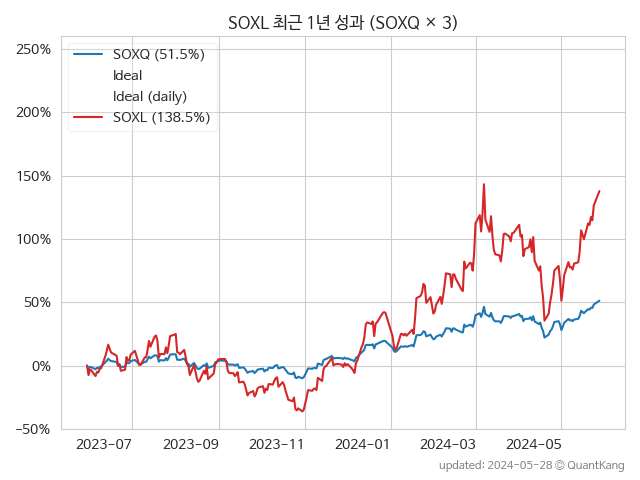 SOXL 최근 1년 성과 (SOXQ × 3)
250%
200%
150%
100%
50%
0%
−50%
SOXQ (51.5%)
Ideal
Ideal (daily)
SOXL (138.5%)
2023-07
2023-09
2023-11
2024-01
2024-03
2024-05
updated: 2024-05-28 © QuantKang